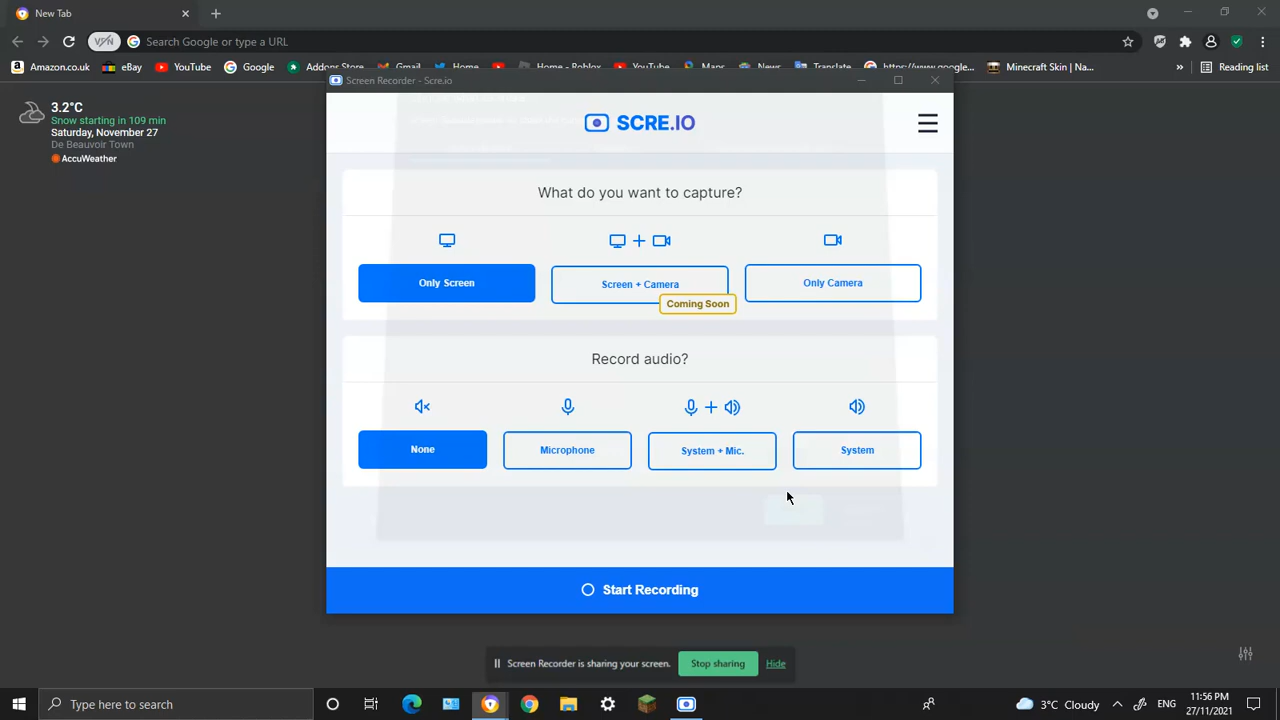 New Tab
VPN
Search Google or type a URL
Amazon.co.uk
eBay
YouTube
Google
Addons Store
Gmail
Home
Home - Roblox
YouTube
Maps
News
Translate
https://www.google...
Minecraft Skin | Na...
»
Reading list
Screen Recorder - Scre.io
3.2°C
Snow starting in 109 min
Saturday, November 27
De Beauvoir Town
AccuWeather
SCRE.IO
What do you want to capture?
Only Screen
Screen + Camera
Only Camera
Coming Soon
Record audio?
None
Microphone
System + Mic.
System
Start Recording
Screen Recorder is sharing your screen.
Stop sharing
Hide
Type here to search
3°C Cloudy
ENG
11:56 PM
27/11/2021